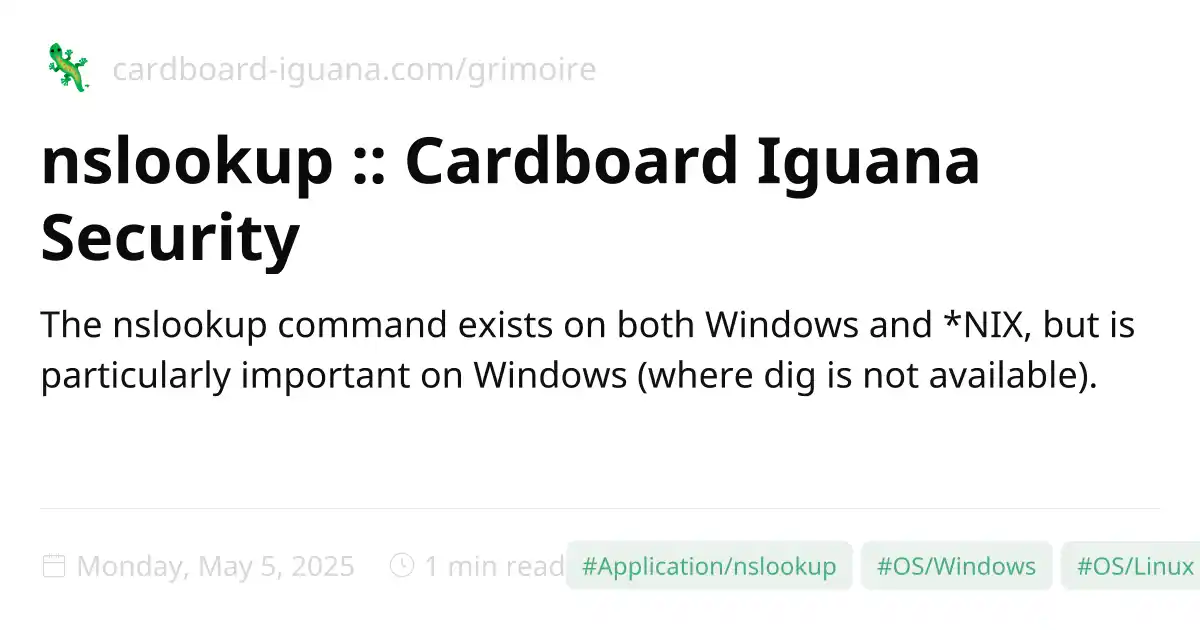 cardboard-iguana.com/grimoire
nslookup :: Cardboard Iguana
Security
The nslookup command exists on both Windows and *NIX, but is
particularly important on Windows (where dig is not available).
Monday, May 5, 2025 1 min read #Application/nslookup #OS/Windows #OS/Linux